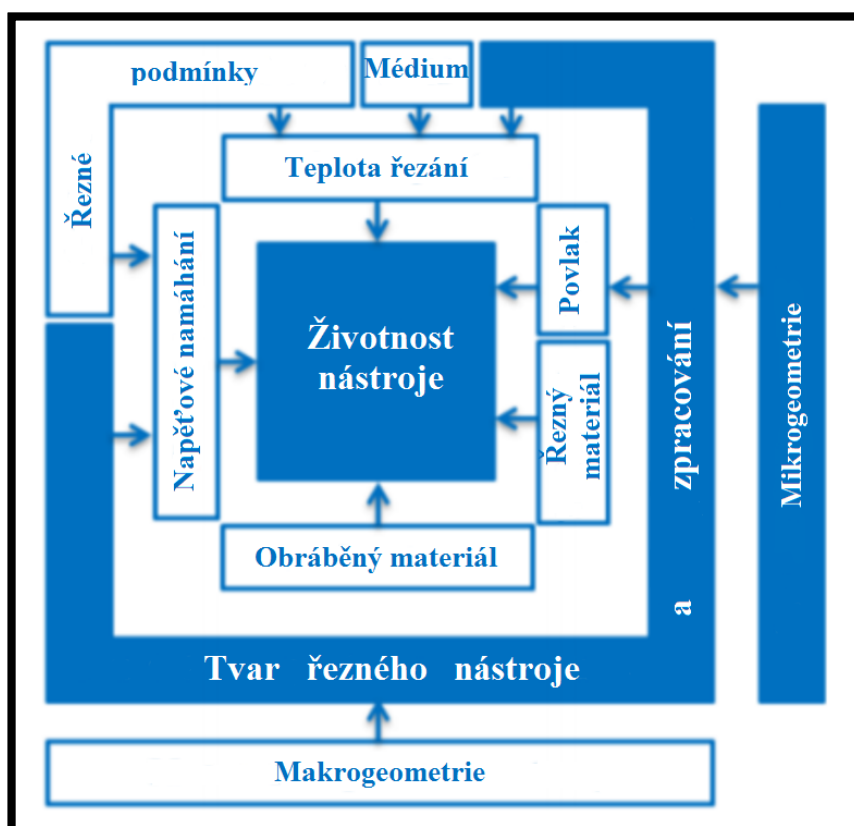 podmínky
Médium
Řezné
Teplota řezání
Napěťové namáhání
Povlak
Životnost
nástroje
Řezný
materiál
Obráběný materiál
Tvar řezného nástroje
a zpracování
Mikrogeometrie
Makrogeometrie